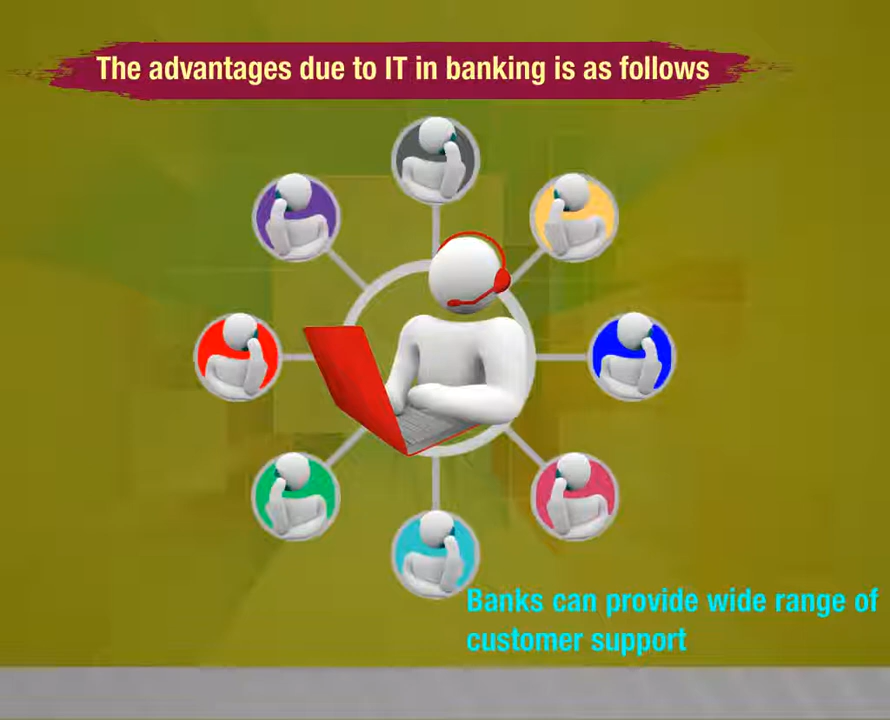 The advantages due to IT in banking is as follows
Banks can provide wide range of
customer support